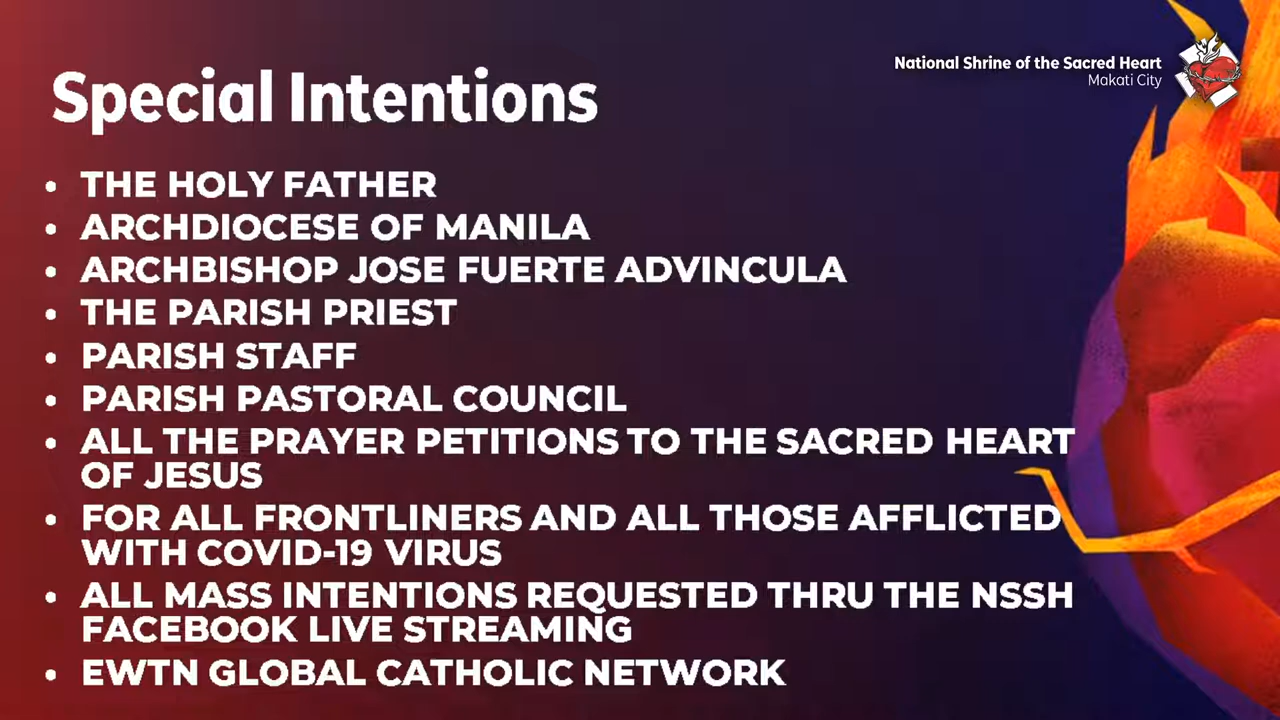 National Shrine of the Sacred Heart
Makati City
Special Intentions
• THE HOLY FATHER
• ARCHDIOCESE OF MANILA
• ARCHBISHOP JOSE FUERTE ADVINCULA
• THE PARISH PRIEST
• PARISH STAFF
• PARISH PASTORAL COUNCIL
• ALL THE PRAYER PETITIONS TO THE SACRED HEART
OF JESUS
• FOR ALL FRONTLINERS AND ALL THOSE AFFLICTED
WITH COVID-19 VIRUS
• ALL MASS INTENTIONS REQUESTED THRU THE NSSH
FACEBOOK LIVE STREAMING
• EWTN GLOBAL CATHOLIC NETWORK